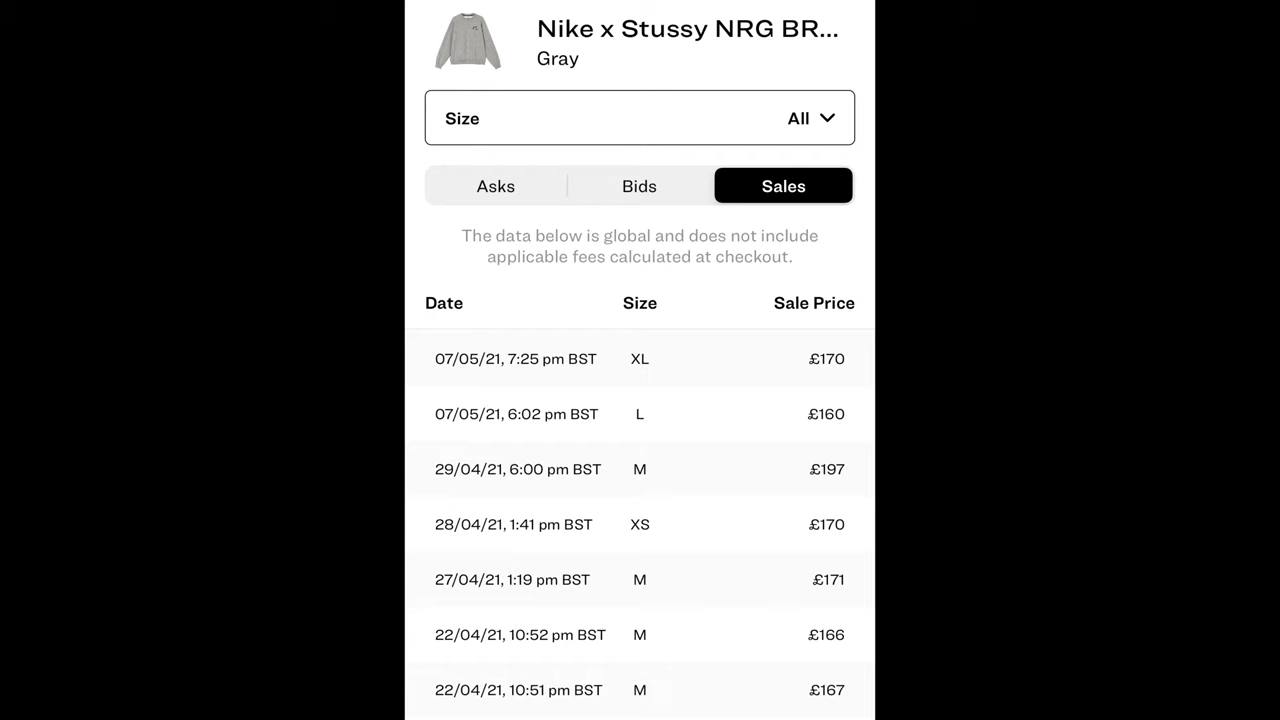 Nike x Stussy NRG BR...
Gray
Size All
Asks Bids Sales
The data below is global and does not include
applicable fees calculated at checkout.
Date Size Sale Price
07/05/21, 7:25 pm BST XL £170
07/05/21, 6:02 pm BST L £160
29/04/21, 6:00 pm BST M £197
28/04/21, 1:41 pm BST XS £170
27/04/21, 1:19 pm BST M £171
22/04/21, 10:52 pm BST M £166
22/04/21, 10:51 pm BST M £167